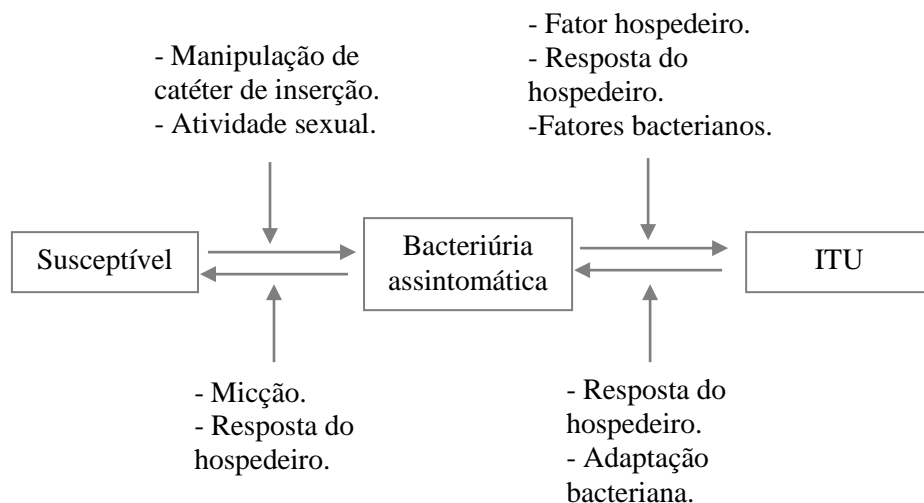 - Manipulação de
catéter de inserção.
- Atividade sexual.
- Fator hospedeiro.
- Resposta do
hospedeiro.
-Fatores bacterianos.
Susceptível
Bacteriúria
assintomática
ITU
- Micção.
- Resposta do
hospedeiro.
- Resposta do
hospedeiro.
- Adaptação
bacteriana.